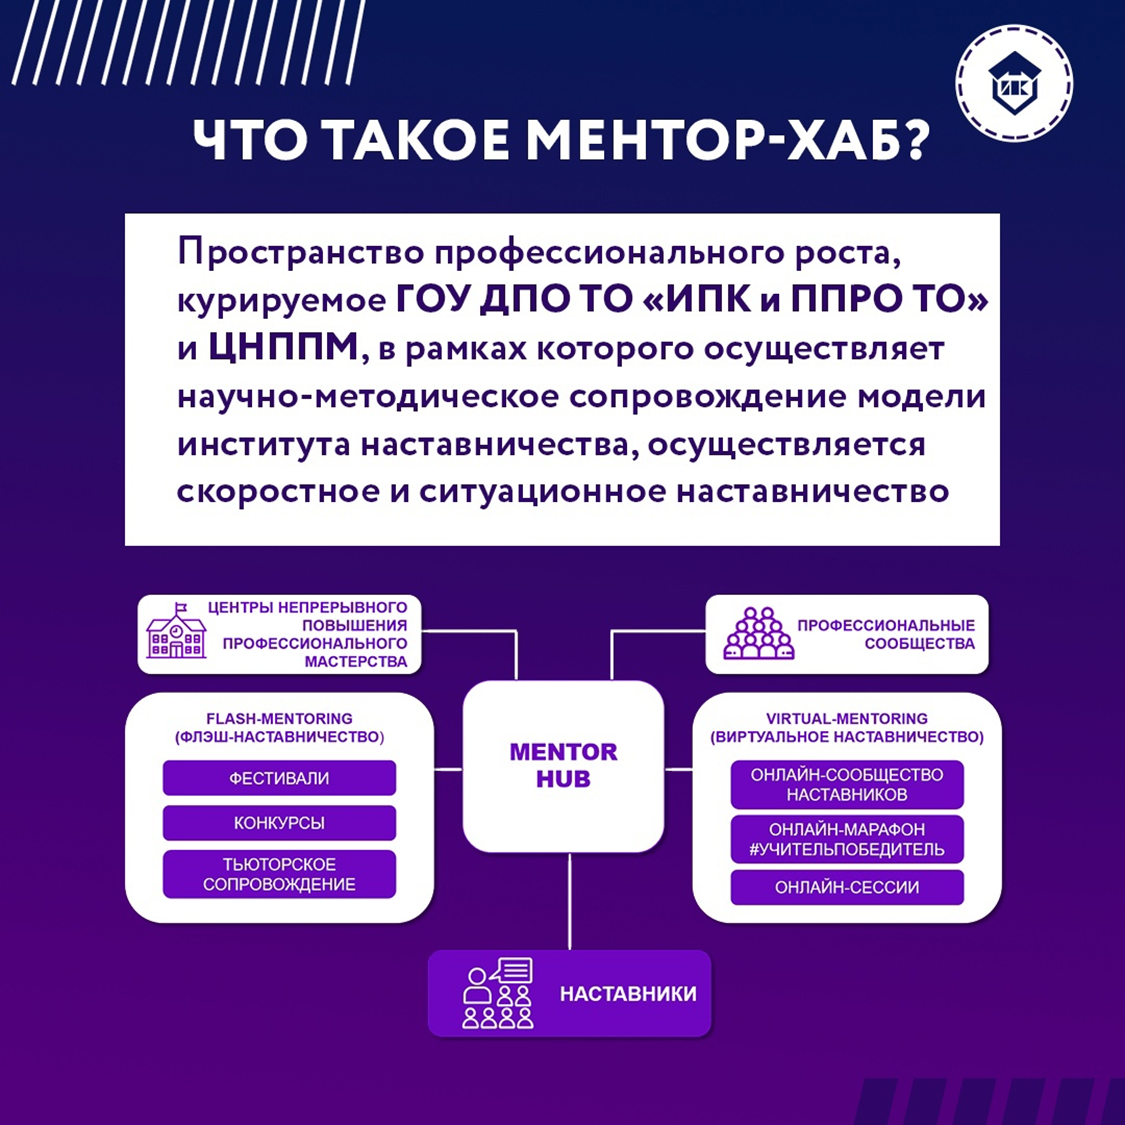 ИПК
ЧТО ТАКОЕ МЕНТОР-ХАБ?
Пространство профессионального роста,
курируемое ГОУ ДПО ТО «ИПК и ППРО ТО»
и ЦНППМ, в рамках которого осуществляет
научно-методическое сопровождение модели
института наставничества, осуществляется
скоростное и ситуационное наставничество
ЦЕНТРЫ НЕПРЕРЫВНОГО
ПОВЫШЕНИЯ
ПРОФЕССИОНАЛЬНОГО
МАСТЕРСТВА
ПРОФЕССИОНАЛЬНЫЕ
СООБЩЕСТВА
FLASH-MENTORING
(ФЛЭШ-НАСТАВНИЧЕСТВО)
ФЕСТИВАЛИ
КОНКУРСЫ
ТЬЮТОРСКОЕ
СОПРОВОЖДЕНИЕ
MENTOR
HUB
VIRTUAL-MENTORING
(ВИРТУАЛЬНОЕ НАСТАВНИЧЕСТВО)
ОНЛАЙН-СООБЩЕСТВО
НАСТАВНИКОВ
ОНЛАЙН-МАРАФОН
#УЧИТЕЛЬПОБЕДИТЕЛЬ
ОНЛАЙН-СЕССИИ
НАСТАВНИКИ